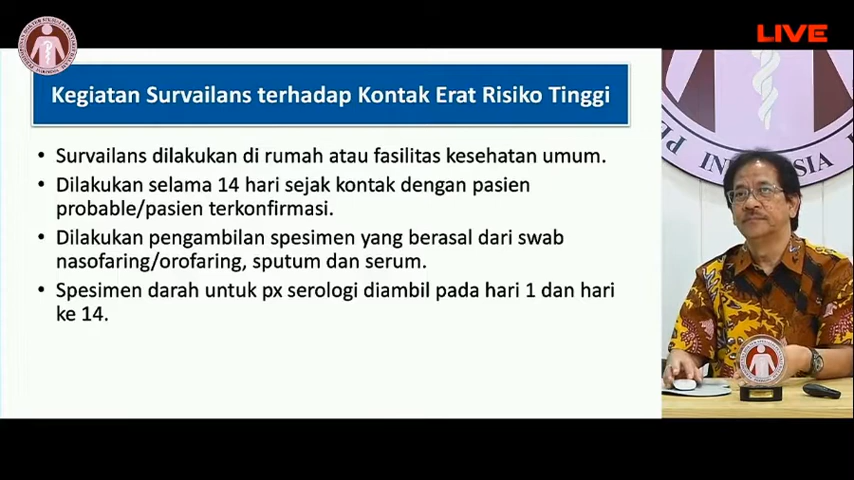 LIVE
Kegiatan Survailans terhadap Kontak Erat Risiko Tinggi
• Survailans dilakukan di rumah atau fasilitas kesehatan umum.
• Dilakukan selama 14 hari sejak kontak dengan pasien
probable/pasien terkonfirmasi.
• Dilakukan pengambilan spesimen yang berasal dari swab
nasofaring/orofaring, sputum dan serum.
• Spesimen darah untuk px serologi diambil pada hari 1 dan hari
ke 14.